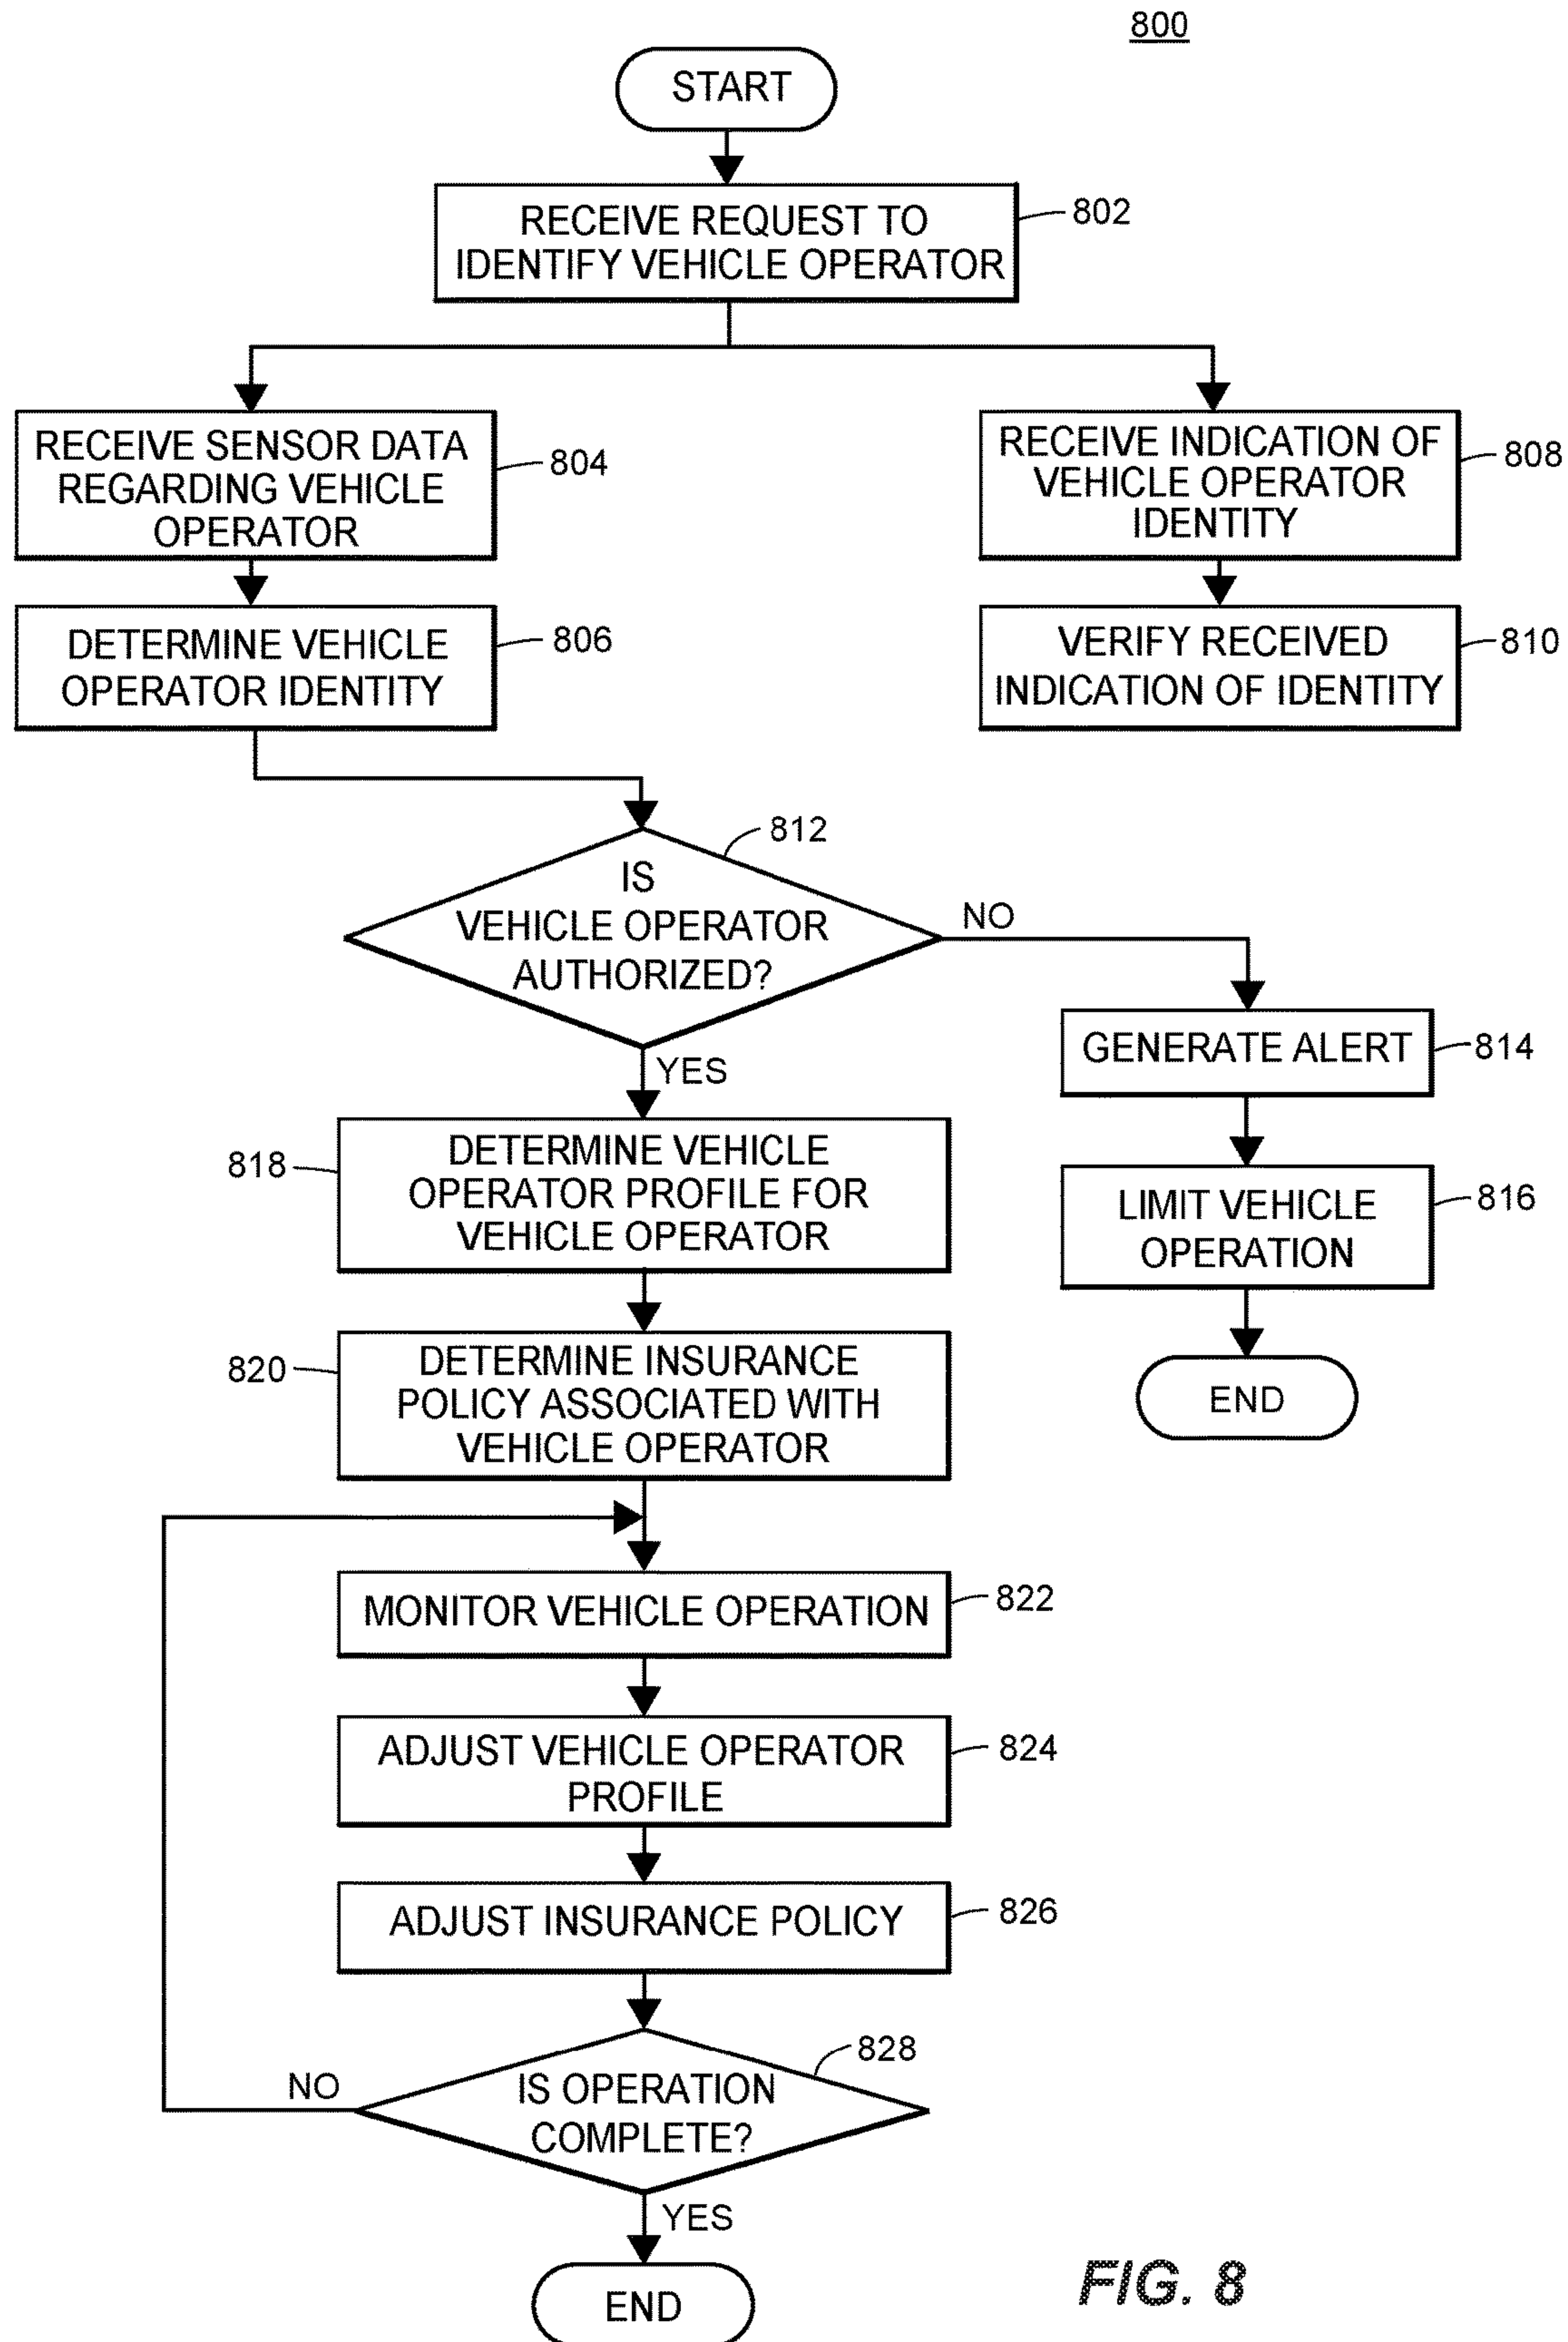 800
START
RECEIVE REQUEST TO
IDENTIFY VEHICLE OPERATOR
802
RECEIVE SENSOR DATA
REGARDING VEHICLE
OPERATOR
804
RECEIVE INDICATION OF
VEHICLE OPERATOR
IDENTITY
808
DETERMINE VEHICLE
OPERATOR IDENTITY
806
VERIFY RECEIVED
INDICATION OF IDENTITY
810
812
IS
VEHICLE OPERATOR
AUTHORIZED?
NO
YES
GENERATE ALERT
814
818
DETERMINE VEHICLE
OPERATOR PROFILE FOR
VEHICLE OPERATOR
LIMIT VEHICLE
OPERATION
816
820
DETERMINE INSURANCE
POLICY ASSOCIATED WITH
VEHICLE OPERATOR
END
MONITOR VEHICLE OPERATION
822
ADJUST VEHICLE OPERATOR
PROFILE
824
ADJUST INSURANCE POLICY
826
828
IS OPERATION
COMPLETE?
NO
YES
END
FIG. 8